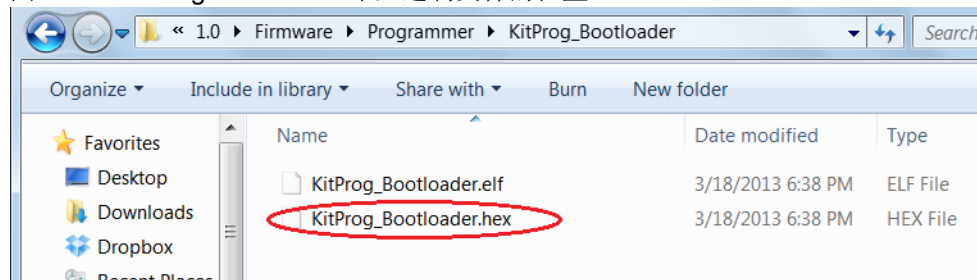 « 1.0 ▸ Firmware ▸ Programmer ▸ KitProg_Bootloader Search
Organize ▾ Include in library ▾ Share with ▾ Burn New folder
Favorites Name Date modified Type
Desktop KitProg_Bootloader.elf 3/18/2013 6:38 PM ELF File
Downloads KitProg_Bootloader.hex 3/18/2013 6:38 PM HEX File
Dropbox
Recent Places